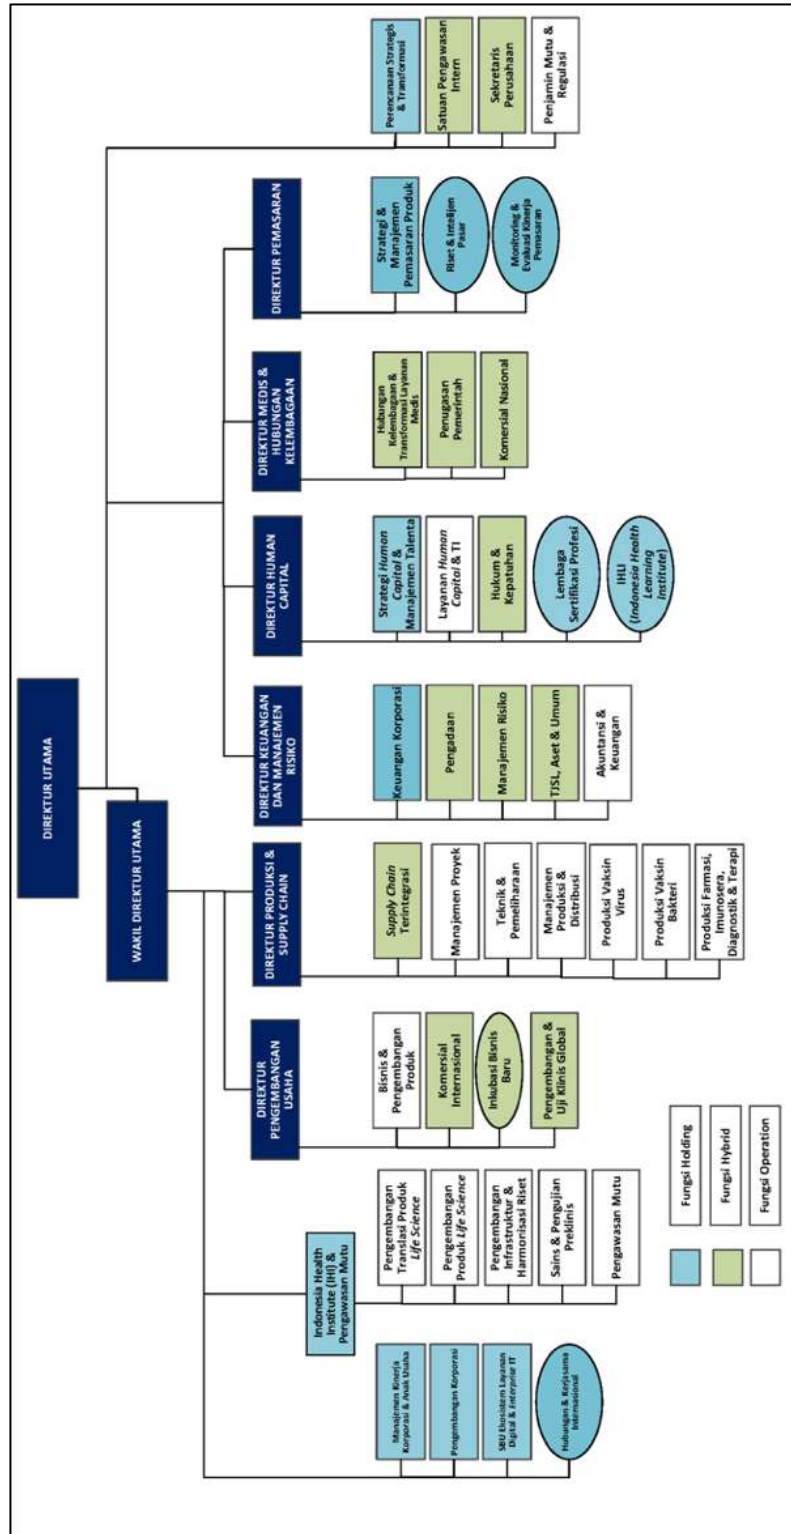 DIREKTUR UTAMA
WAKIL DIREKTUR UTAMA
DIREKTUR
PENGEMBANGAN
USAHA
DIREKTUR PRODUKSI &
SUPPLY CHAIN
DIREKTUR KEUANGAN
DAN MANAJEMEN
RISIKO
DIREKTUR HUMAN
CAPITAL
DIREKTUR MEDIS &
HUBUNGAN
KELEMBAGAAN
DIREKTUR PEMASARAN
Indonesia Health
Institute (IHI) &
Pengawasan Mutu
Manajemen Kinerja
Korporasi & Anak Usaha
Pengembangan Korporasi
SBU Ekosistem Layanan
Digital & Enterprise IT
Hubungan & Kerjasama
Internasional
Pengembangan
Translasi Produk
Life Science
Pengembangan
Produk Life Science
Pengembangan
Infrastruktur &
Harmonisasi Riset
Sains & Pengujian
Preklinis
Pengawasan Mutu
Bisnis &
Pengembangan
Produk
Komersial
Internasional
Inkubasi Bisnis
Baru
Pengembangan &
Uji Klinis Global
Supply Chain
Terintegrasi
Manajemen Proyek
Teknik &
Pemeliharaan
Manajemen
Produksi &
Distribusi
Produksi Vaksin
Virus
Produksi Vaksin
Bakteri
Produksi Farmasi,
Imunosera,
Diagnostik & Terapi
Keuangan Korporasi
Pengadaan
Manajemen Risiko
TJSL, Aset & Umum
Akuntansi &
Keuangan
Strategi Human
Capital &
Manajemen Talenta
Layanan Human
Capital & TI
Hukum &
Kepatuhan
Lembaga
Sertifikasi Profesi
IHLI
(Indonesia Health
Learning
Institute)
Hubungan
Kelembagaan &
Transformasi Layanan
Medis
Penugasan
Pemerintah
Komersial Nasional
Strategi &
Manajemen
Pemasaran Produk
Riset & Intelijen
Pasar
Monitoring &
Evaluasi Kinerja
Pemasaran
Perencanaan Strategis
& Transformasi
Satuan Pengawasan
Intern
Sekretaris
Perusahaan
Penjamin Mutu &
Regulasi
Fungsi Holding
Fungsi Hybrid
Fungsi Operation